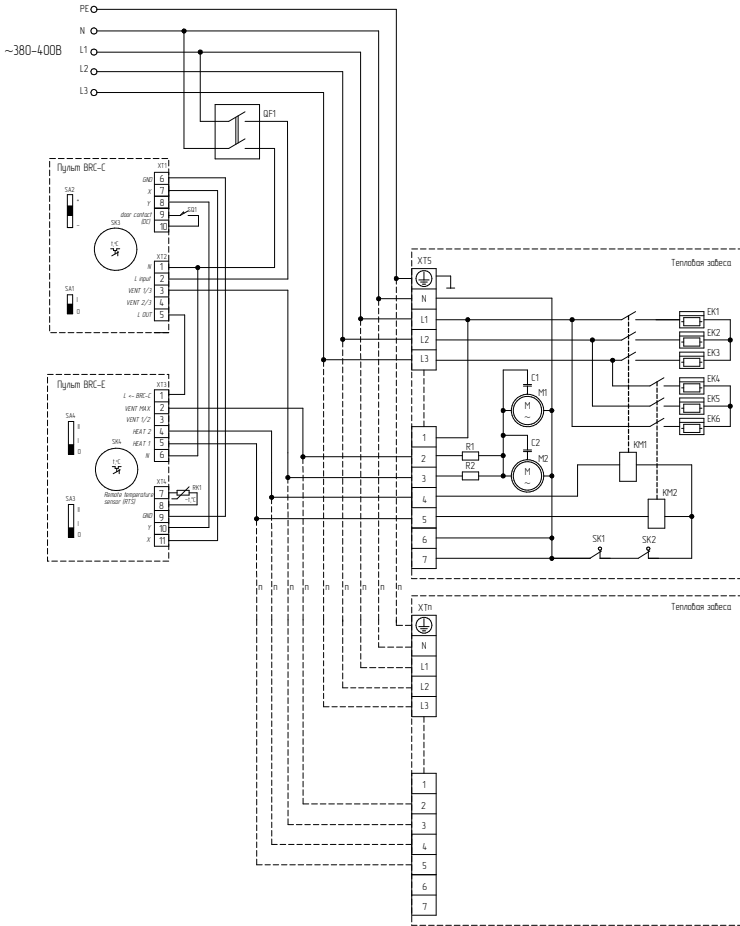 PE
N
~380-400В
L1
L2
L3
QF1
Пульт BRC-C
XT1
SA2
+
-
GND 6
X 7
Y 8
door contact (DC) 9
10
SQ1
SK3
t°C
XT2
N 1
L input 2
VENT 1/3 3
VENT 2/3 4
L OUT 5
SA1
I
0
Пульт BRC-E
XT3
L <- BRC-C 1
VENT MAX 2
VENT 1/2 3
HEAT 2 4
HEAT 1 5
N 6
SA4
II
I
0
SK4
t°C
XT4
Remote temperature
sensor (RTS)
7
8
GND 9
Y 10
X 11
RK1
-t°C
SA3
II
I
0
n n n n n n n n n
XT5
Тепловая завеса
N
L1
L2
L3
1
2
3
4
5
6
7
R1
R2
C1
M1
M
~
C2
M2
M
~
EK1
EK2
EK3
EK4
EK5
EK6
KM1
KM2
SK1
SK2
XTn
Тепловая завеса
N
L1
L2
L3
1
2
3
4
5
6
7